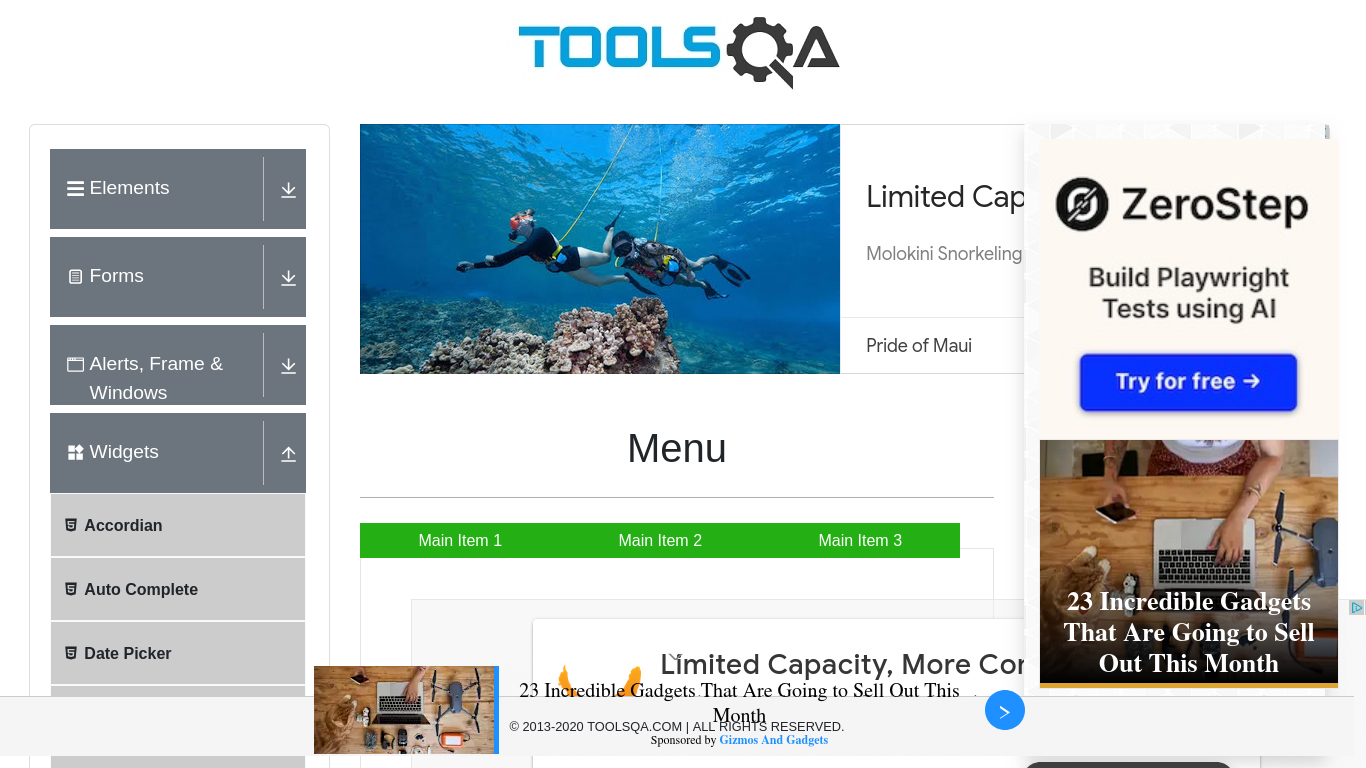 TOOLSQA
Elements
Forms
Alerts, Frame &
Windows
Widgets
Accordian
Auto Complete
Date Picker
Limited Cap
Molokini Snorkeling
Pride of Maui
ZeroStep
Build Playwright
Tests using AI
Try for free →
Menu
Main Item 1
Main Item 2
Main Item 3
23 Incredible Gadgets
That Are Going to Sell
Out This Month
Limited Capacity, More Cor
23 Incredible Gadgets That Are Going to Sell Out This
Month
© 2013-2020 TOOLSQA.COM | ALL RIGHTS RESERVED.
Sponsored by Gizmos And Gadgets